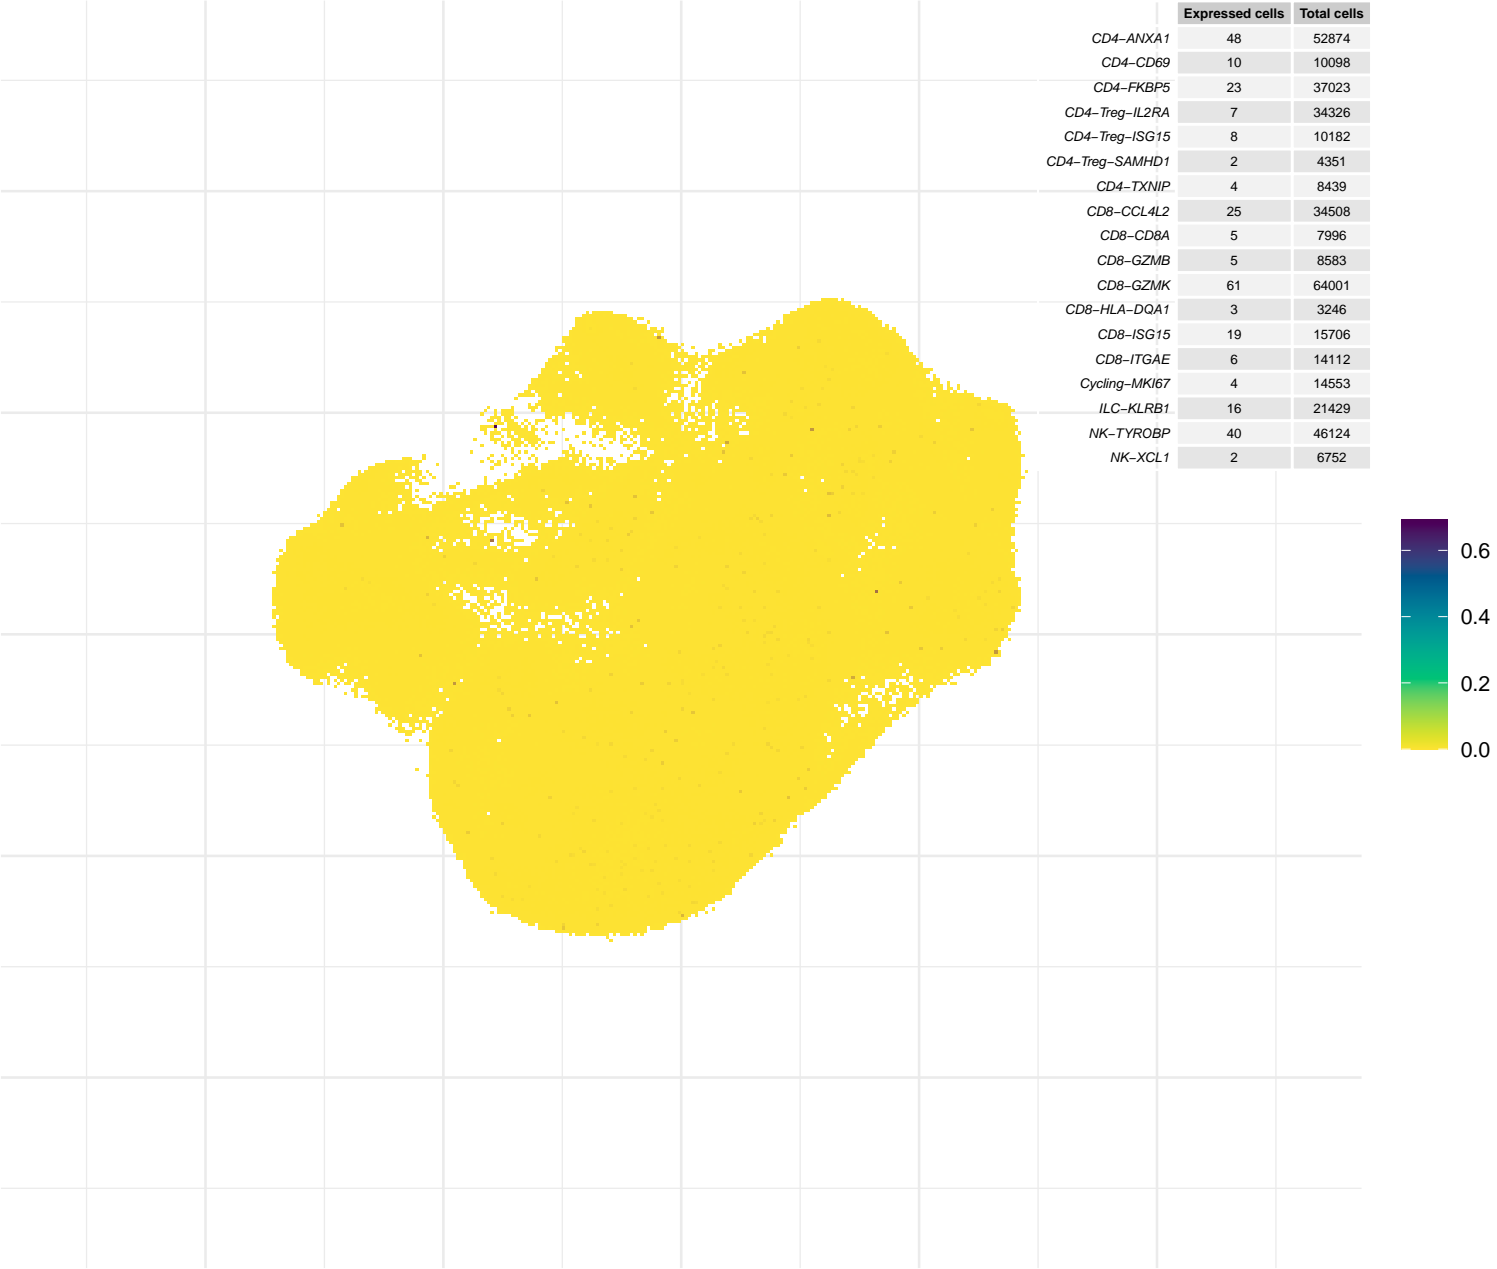 Expressed cells Total cells
CD4−ANXA1 48 52874
CD4−CD69 10 10098
CD4−FKBP5 23 37023
CD4−Treg−IL2RA 7 34326
CD4−Treg−ISG15 8 10182
CD4−Treg−SAMHD1 2 4351
CD4−TXNIP 4 8439
CD8−CCL4L2 25 34508
CD8−CD8A 5 7996
CD8−GZMB 5 8583
CD8−GZMK 61 64001
CD8−HLA−DQA1 3 3246
CD8−ISG15 19 15706
CD8−ITGAE 6 14112
Cycling−MKI67 4 14553
ILC−KLRB1 16 21429
NK−TYROBP 40 46124
NK−XCL1 2 6752
0.6
0.4
0.2
0.0